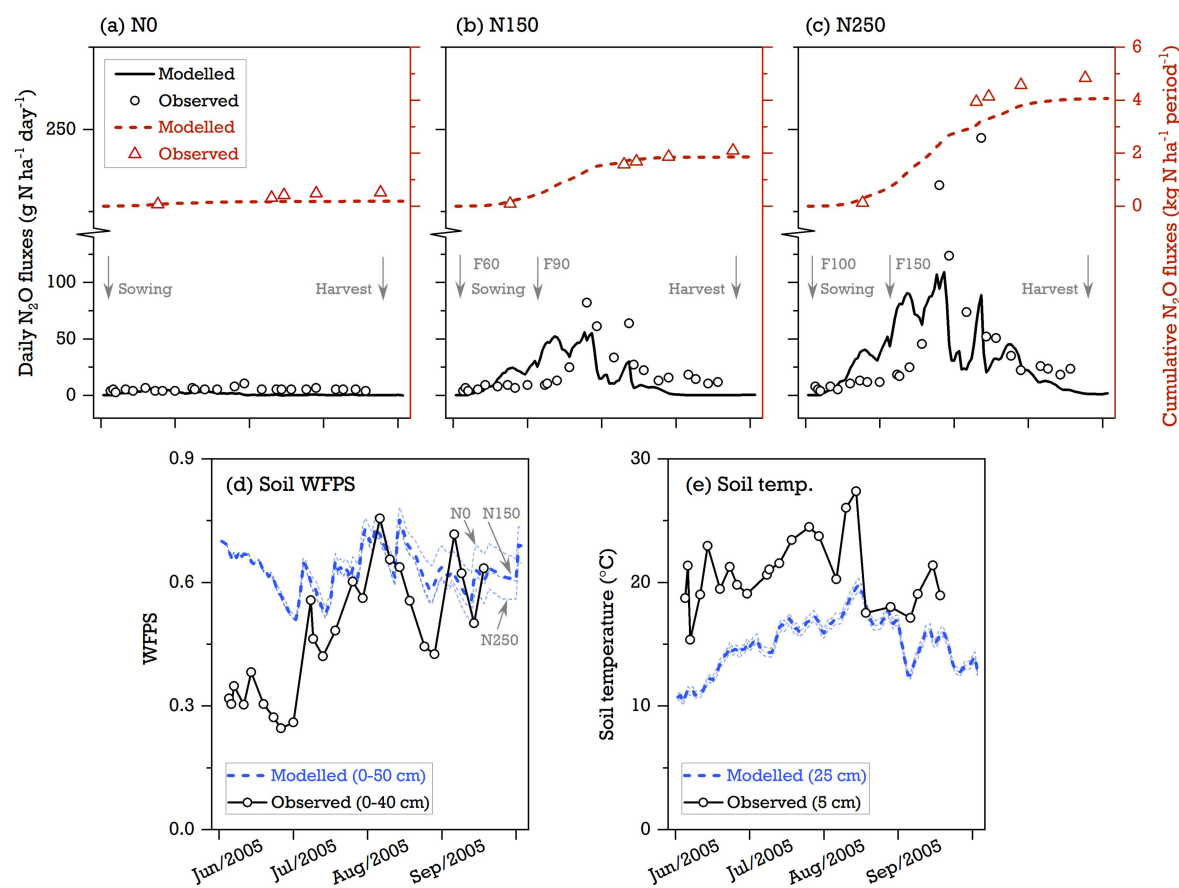 (a) N0
(b) N150
(c) N250
Modelled
Observed
Modelled
Observed
Daily N₂O fluxes (g N ha⁻¹ day⁻¹)
250
100
50
0
Sowing
Harvest
F60
F90
Sowing
Harvest
F100
F150
Sowing
Harvest
6
4
2
0
Cumulative N₂O fluxes (kg N ha⁻¹ period⁻¹)
(d) Soil WFPS
WFPS
0.9
0.6
0.3
0.0
N0
N150
N250
Modelled (0-50 cm)
Observed (0-40 cm)
Jun/2005
Jul/2005
Aug/2005
Sep/2005
(e) Soil temp.
Soil temperature (°C)
30
20
10
0
Modelled (25 cm)
Observed (5 cm)
Jun/2005
Jul/2005
Aug/2005
Sep/2005